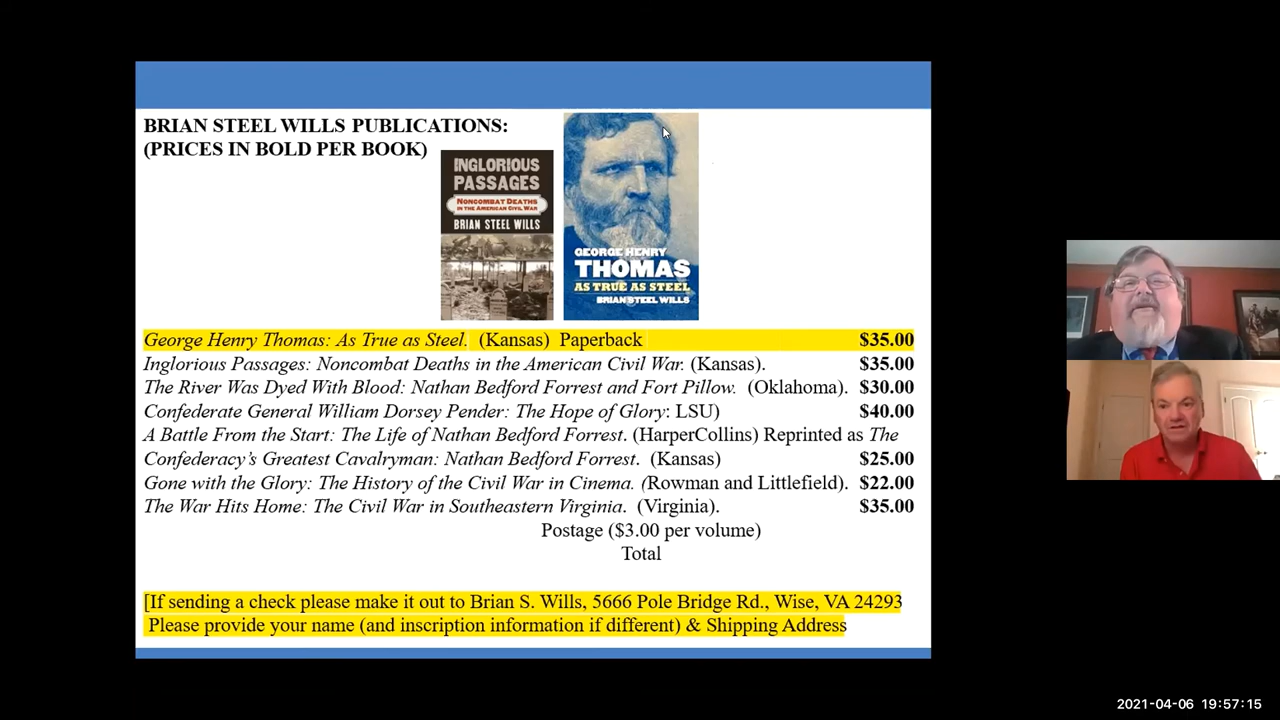 BRIAN STEEL WILLS PUBLICATIONS:
(PRICES IN BOLD PER BOOK)
INGLORIOUS
PASSAGES
NONCOMBAT DEATHS
IN THE AMERICAN CIVIL WAR
BRIAN STEEL WILLS
GEORGE HENRY
THOMAS
AS TRUE AS STEEL
BRIAN STEEL WILLS
George Henry Thomas: As True as Steel. (Kansas) Paperback $35.00
Inglorious Passages: Noncombat Deaths in the American Civil War. (Kansas). $35.00
The River Was Dyed With Blood: Nathan Bedford Forrest and Fort Pillow. (Oklahoma). $30.00
Confederate General William Dorsey Pender: The Hope of Glory: LSU) $40.00
A Battle From the Start: The Life of Nathan Bedford Forrest. (HarperCollins) Reprinted as The
Confederacy's Greatest Cavalryman: Nathan Bedford Forrest. (Kansas) $25.00
Gone with the Glory: The History of the Civil War in Cinema. (Rowman and Littlefield). $22.00
The War Hits Home: The Civil War in Southeastern Virginia. (Virginia). $35.00
Postage ($3.00 per volume)
Total
[If sending a check please make it out to Brian S. Wills, 5666 Pole Bridge Rd., Wise, VA 24293
Please provide your name (and inscription information if different) & Shipping Address
2021-04-06 19:57:15